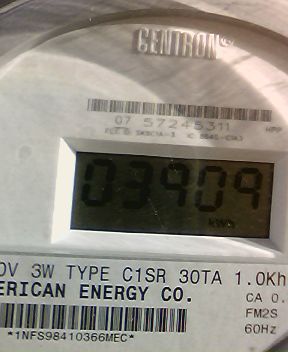 CENTRON®
07 57245311
03909
kWh
0V 3W TYPE C1SR 30TA 1.0Kh
ERICAN ENERGY CO.
CA 0.
FM2S
60Hz
*1NFS98410366MEC*